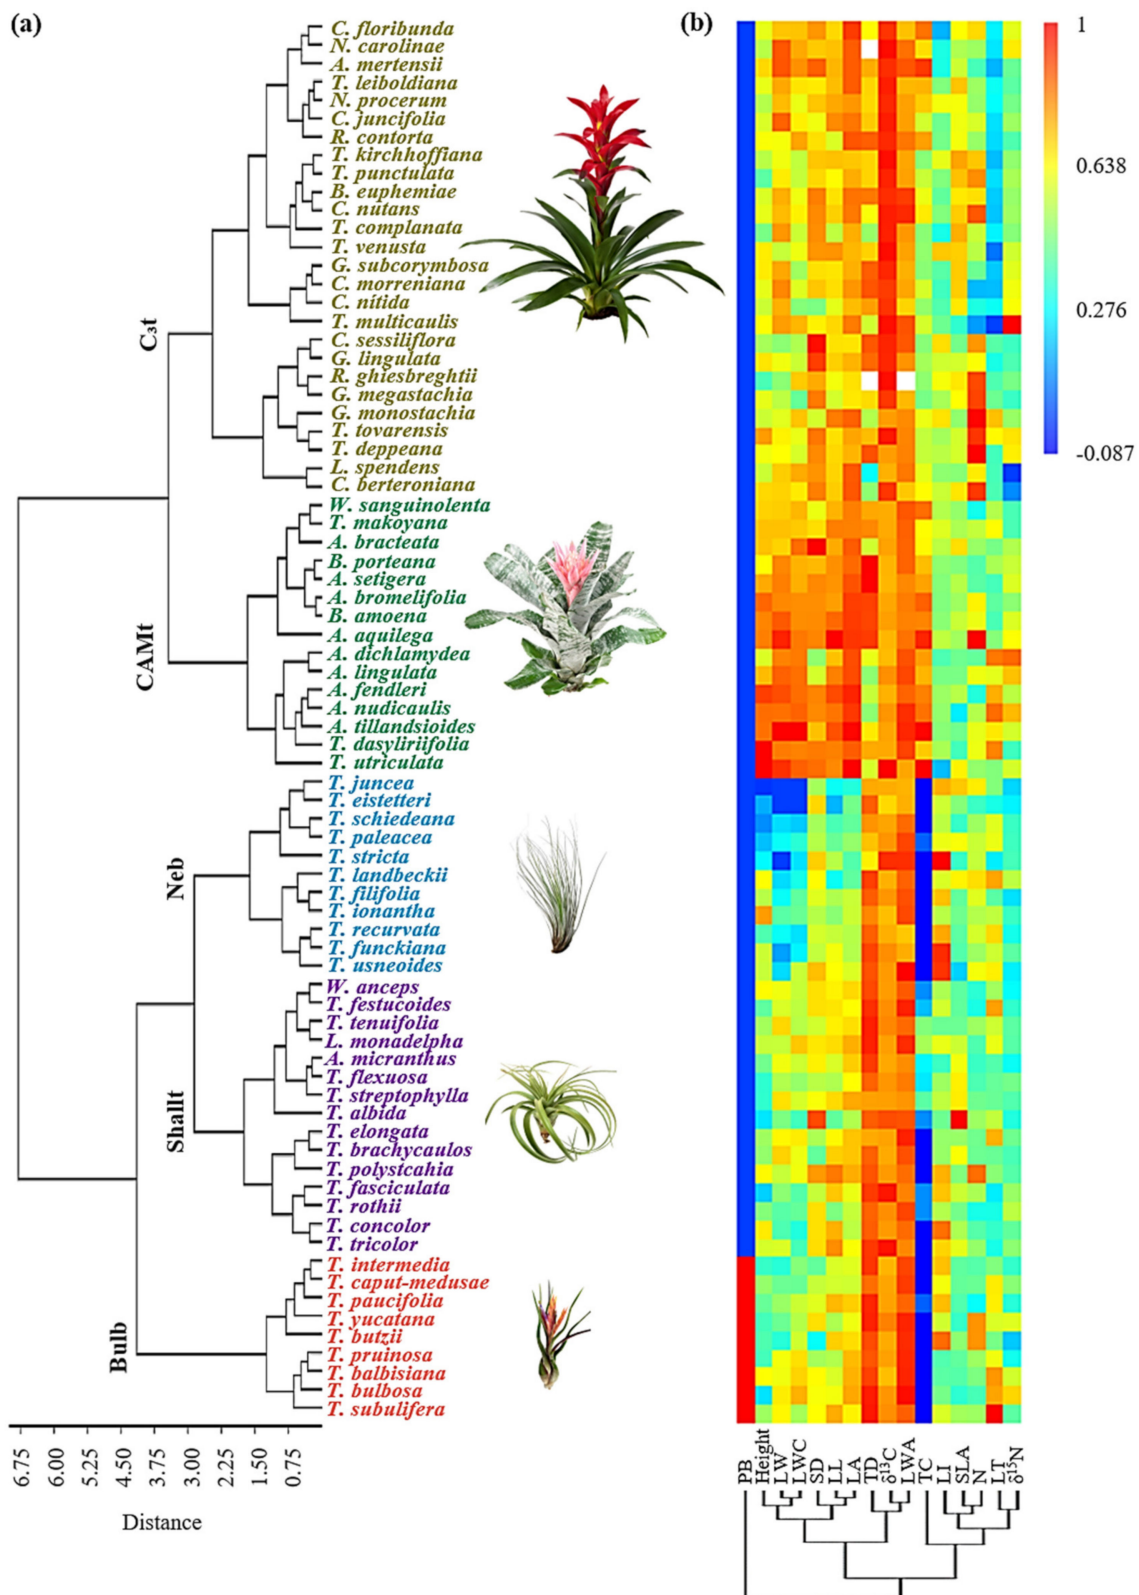 (a)
C. floribunda
N. carolinae
A. mertensii
T. leiboldiana
N. procerum
C. juncifolia
R. contorta
T. kirchhoffiana
T. punctulata
B. euphemiae
C. nutans
T. complanata
T. venusta
G. subcorymbosa
C. morreniana
C. nitida
T. multicaulis
C. sessiliflora
G. lingulata
R. ghiesbreghtii
G. megastachia
G. monostachia
T. tovarensis
T. deppeana
L. spendens
C. berteroniana
W. sanguinolenta
T. makoyana
A. bracteata
B. porteana
A. setigera
A. bromelifolia
B. amoena
A. aquilega
A. dichlamydea
A. lingulata
A. fendleri
A. nudicaulis
A. tillandsioides
T. dasyliriifolia
T. utriculata
T. juncea
T. eistetteri
T. schiedeana
T. paleacea
T. stricta
T. landbeckii
T. filifolia
T. ionantha
T. recurvata
T. funckiana
T. usneoides
W. anceps
T. festucoides
T. tenuifolia
L. monadelpha
A. micranthus
T. flexuosa
T. streptophylla
T. albida
T. elongata
T. brachycaulos
T. polystcahia
T. fasciculata
T. rothii
T. concolor
T. tricolor
T. intermedia
T. caput-medusae
T. paucifolia
T. yucatana
T. butzii
T. pruinosa
T. balbisiana
T. bulbosa
T. subulifera
C₃t
CAMt
Neb
Shallt
Bulb
6.75
6.00
5.25
4.50
3.75
3.00
2.25
1.50
0.75
Distance
(b)
1
0.638
0.276
-0.087
PB
Height
LW
LWC
SD
LL
LA
TD
δ¹³C
LWA
TC
LI
SLA
N
LT
δ¹⁵N